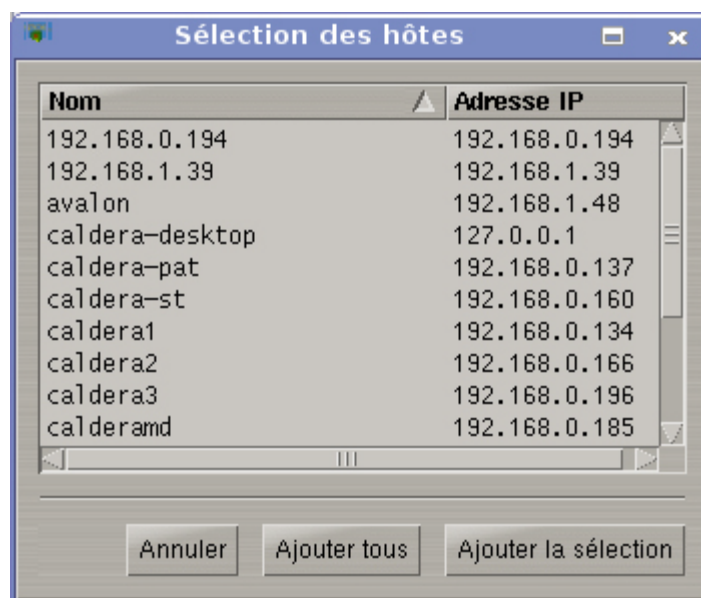 Sélection des hôtes
Nom Adresse IP
192.168.0.194 192.168.0.194
192.168.1.39 192.168.1.39
avalon 192.168.1.48
caldera-desktop 127.0.0.1
caldera-pat 192.168.0.137
caldera-st 192.168.0.160
caldera1 192.168.0.134
caldera2 192.168.0.166
caldera3 192.168.0.196
calderamd 192.168.0.185
Annuler Ajouter tous Ajouter la sélection